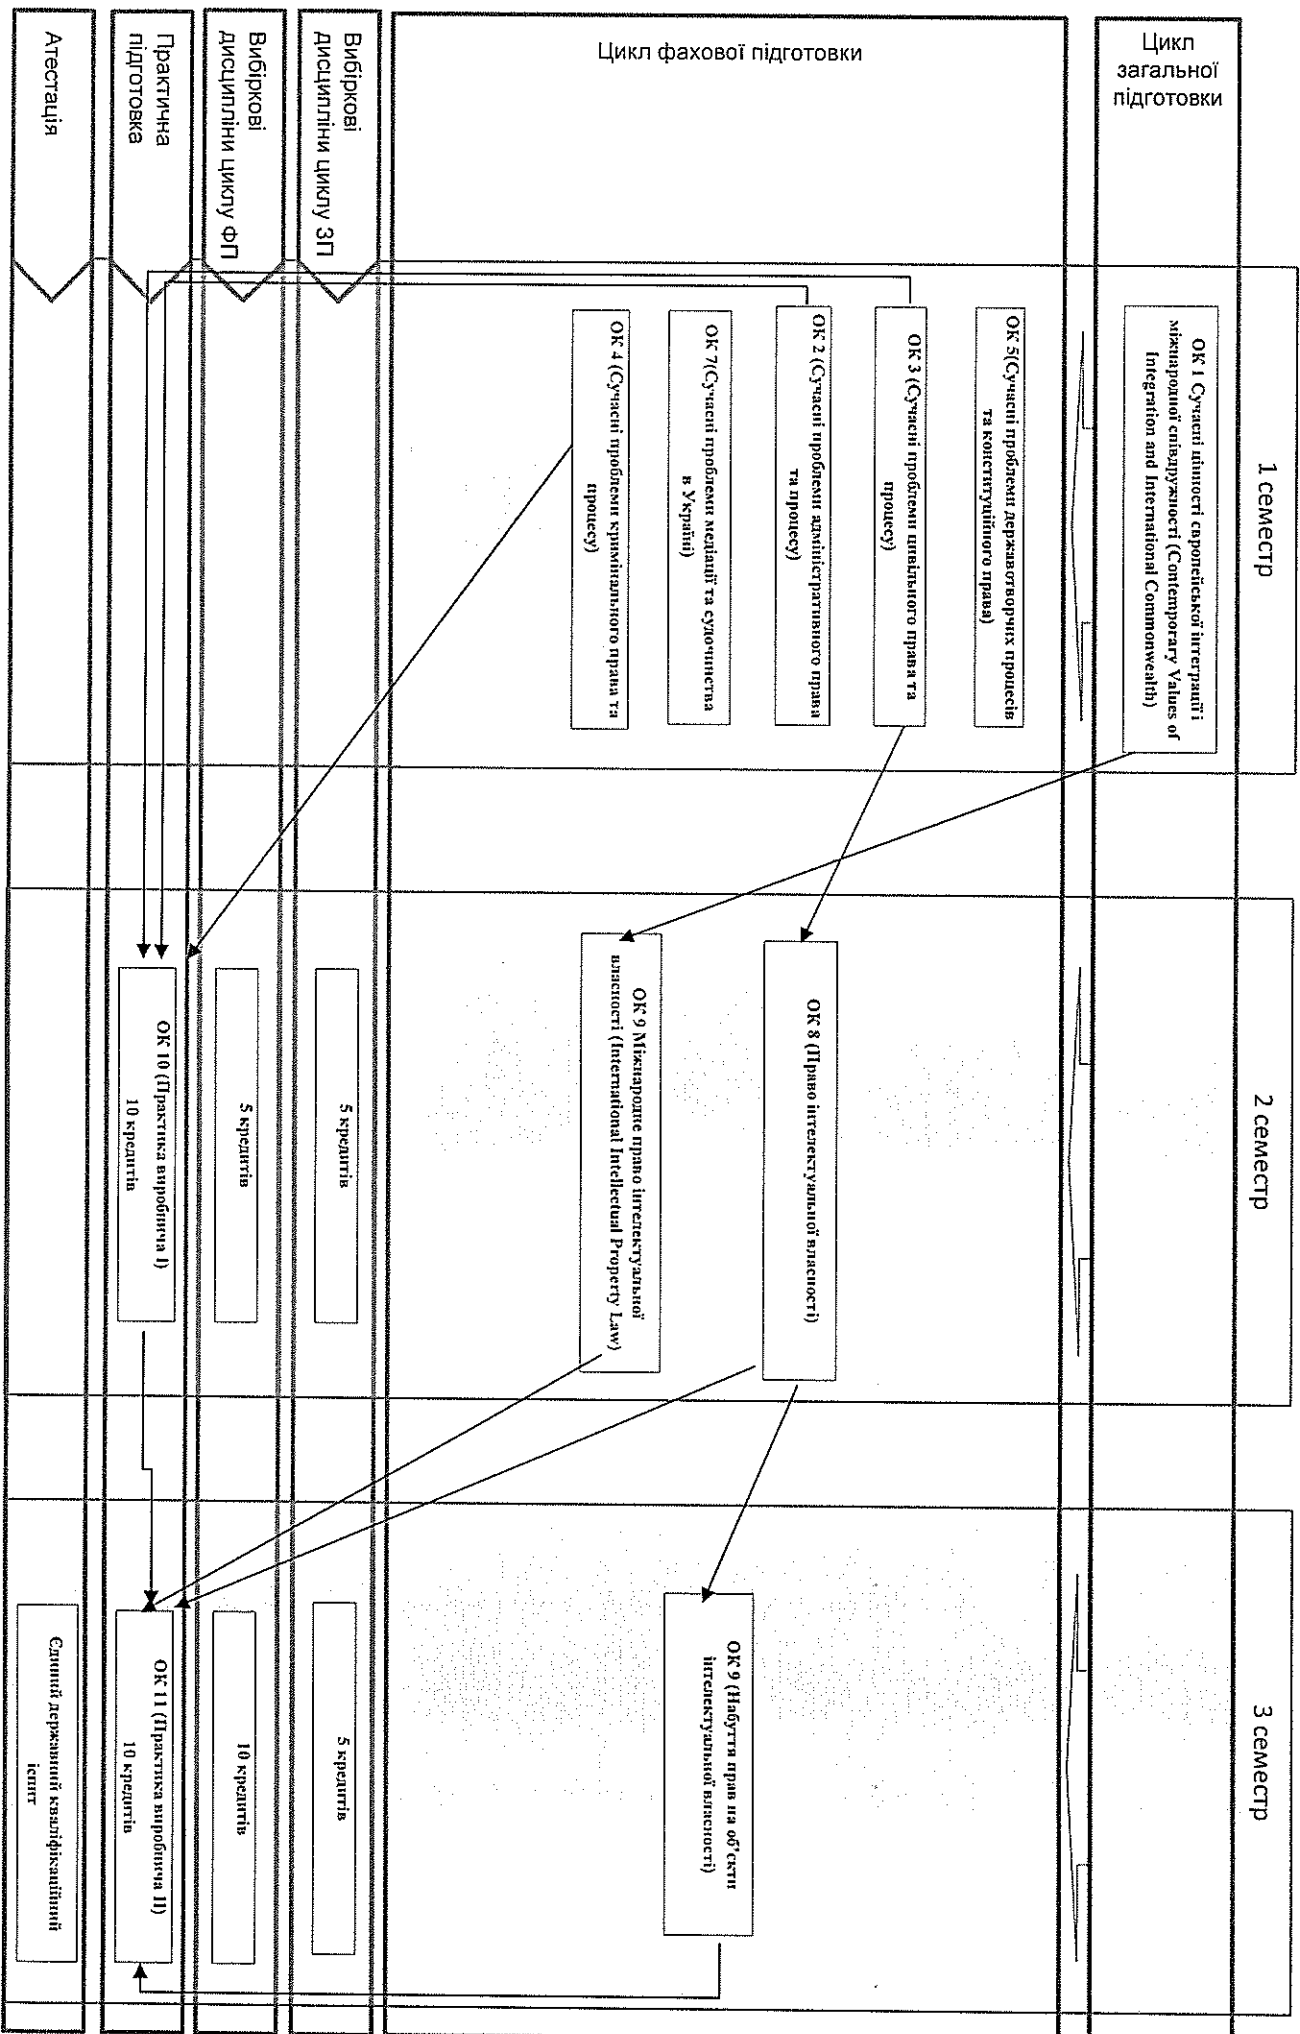 1 семестр
2 семестр
3 семестр
Цикл
загальної
підготовки
ОК 1 Сучасні цінності європейської інтеграції і
міжнародної співдружності (Contemporary Values of
Integration and International Commonwealth)
Цикл фахової підготовки
ОК 5(Сучасні проблеми державотворчих процесів
та конституційного права)
ОК 3 (Сучасні проблеми цивільного права та
процесу)
ОК 2 (Сучасні проблеми адміністративного права
та процесу)
ОК 7(Сучасні проблеми медіації та судочинства
в Україні)
ОК 4 (Сучасні проблеми кримінального права та
процесу)
ОК 8 (Право інтелектуальної власності)
ОК 9 Міжнародне право інтелектуальної
власності (International Intellectual Property Law)
ОК 9 (Набуття прав на об'єкти
інтелектуальної власності)
Вибіркові
дисципліни циклу ЗП
5 кредитів
5 кредитів
Вибіркові
дисципліни циклу ФП
5 кредитів
10 кредитів
Практична
підготовка
ОК 10 (Практика виробнича І)
10 кредитів
ОК 11 (Практика виробнича ІІ)
10 кредитів
Атестація
Єдиний державний кваліфікаційний
іспит